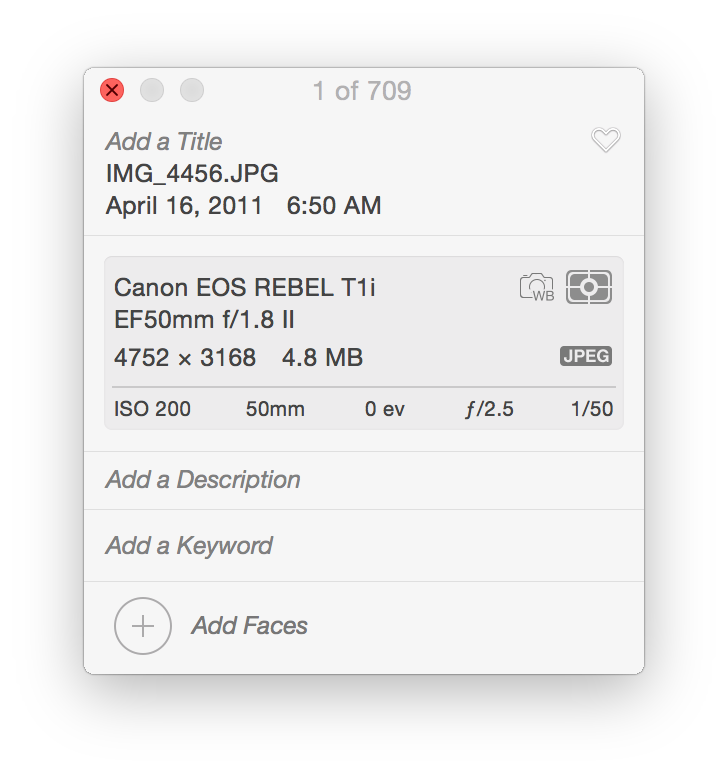 1 of 709
Add a Title
IMG_4456.JPG
April 16, 2011 6:50 AM
Canon EOS REBEL T1i
WB
EF50mm f/1.8 II
4752 × 3168 4.8 MB
JPEG
ISO 200 50mm 0 ev ƒ/2.5 1/50
Add a Description
Add a Keyword
Add Faces